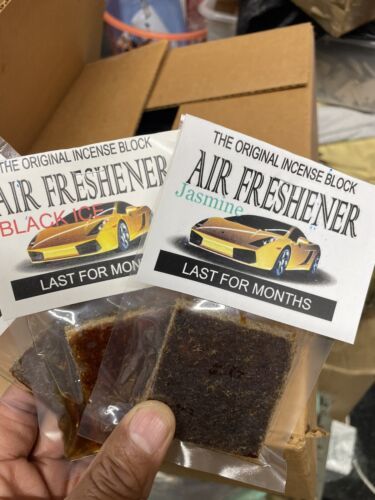 THE ORIGINAL INCENSE BLOCK
AIR FRESHENER
BLACK ICE
LAST FOR MONTHS
THE ORIGINAL INCENSE BLOCK
AIR FRESHENER
Jasmine
LAST FOR MONTHS